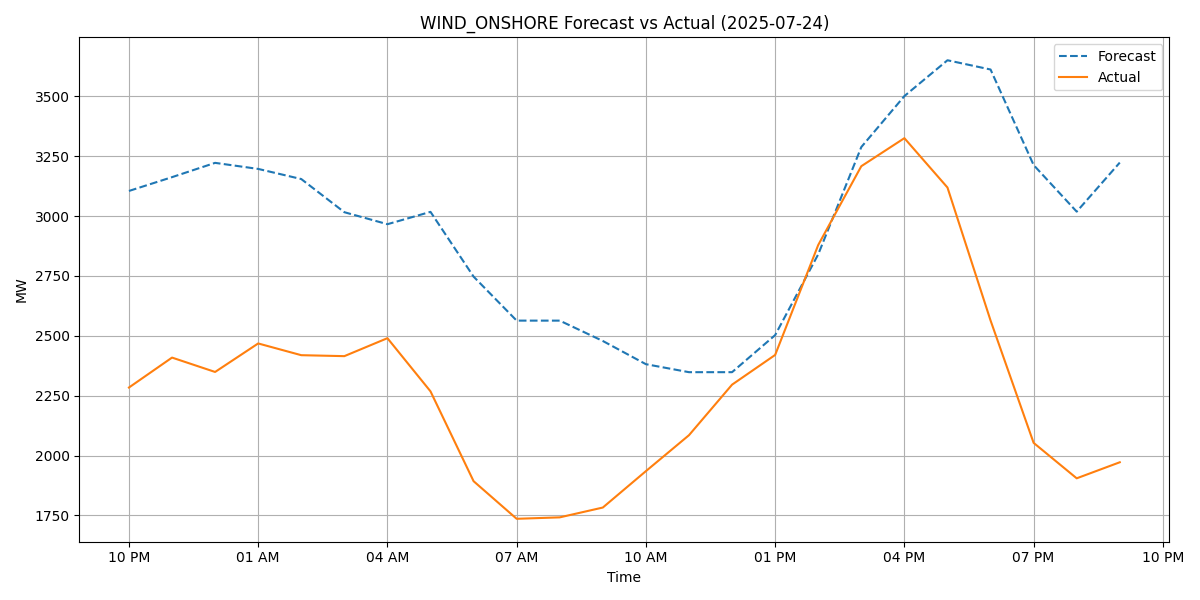 WIND_ONSHORE Forecast vs Actual (2025-07-24)
Forecast
Actual
3500
3250
3000
2750
2500
2250
2000
1750
MW
10 PM 01 AM 04 AM 07 AM 10 AM 01 PM 04 PM 07 PM 10 PM
Time